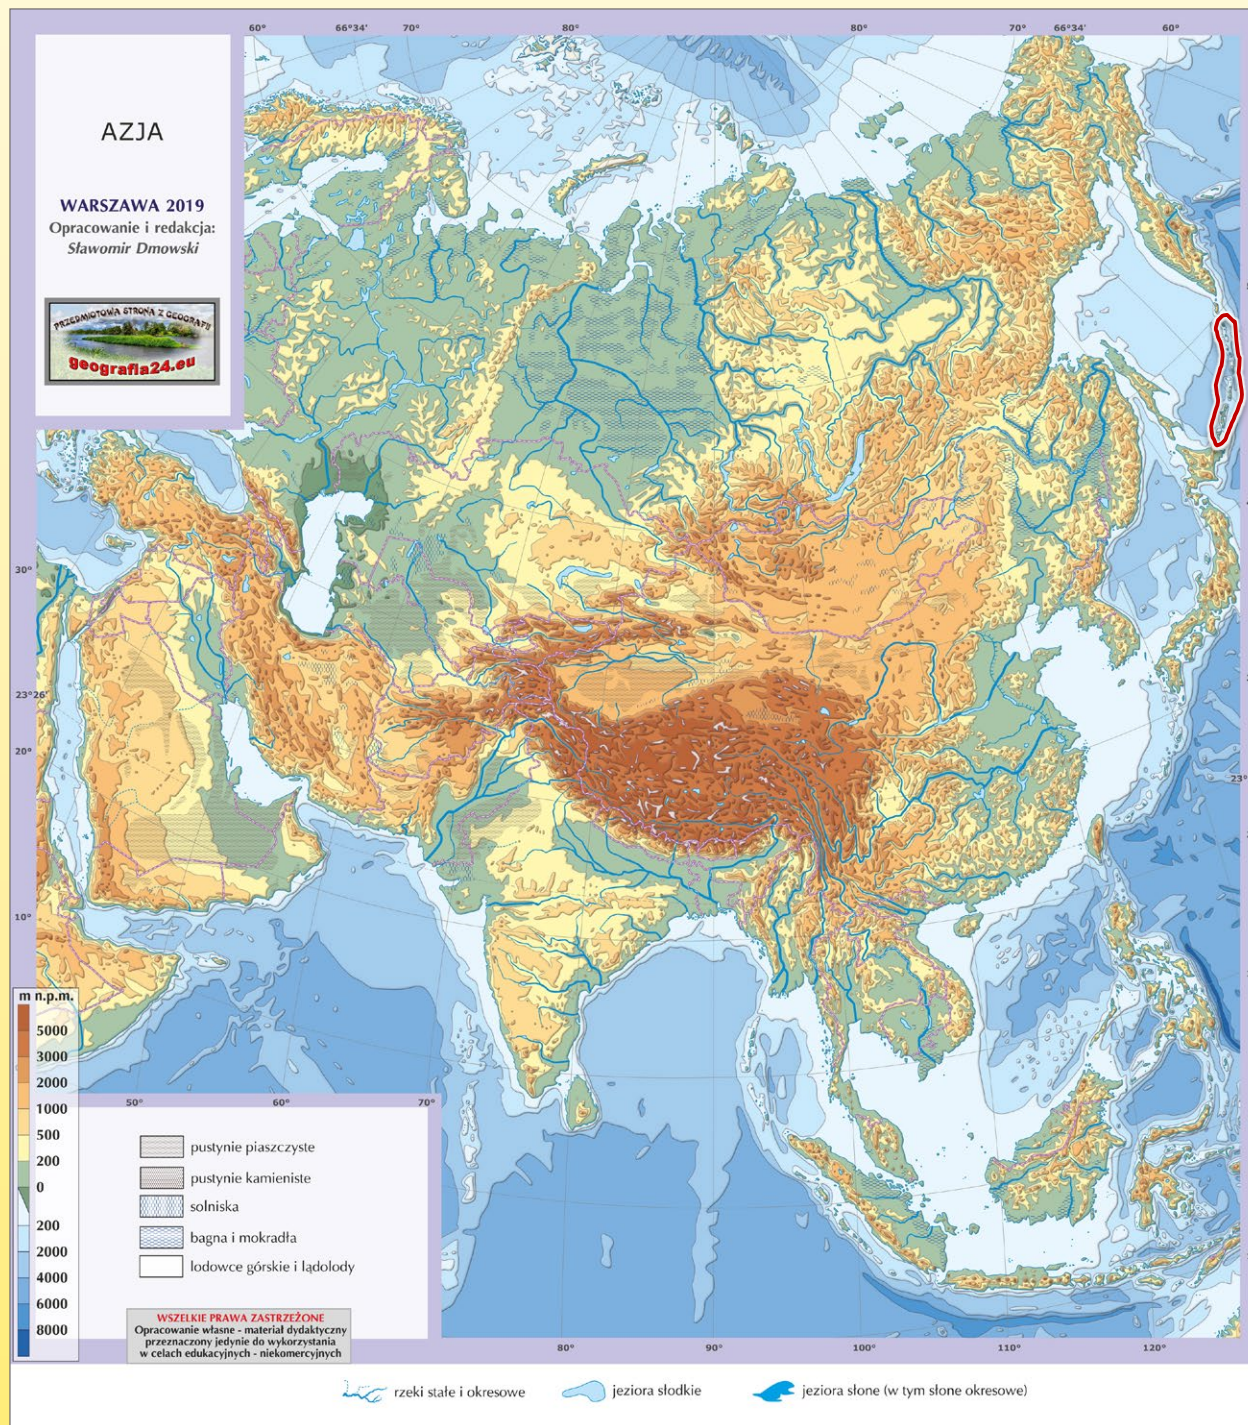 60° 66°34' 70° 80° 80° 70° 66°34' 60°
AZJA
WARSZAWA 2019
Opracowanie i redakcja:
Sławomir Dmowski
PRZEDMIOTOWA STRONA Z GEOGRAFII
geografia24.eu
30°
23°26'
20°
10°
23°
m n.p.m.
5000
3000
2000
1000
500
200
0
200
2000
4000
6000
8000
50° 60° 70°
pustynie piaszczyste
pustynie kamieniste
solniska
bagna i mokradła
lodowce górskie i lądolody
WSZELKIE PRAWA ZASTRZEŻONE
Opracowanie własne - materiał dydaktyczny
przeznaczony jedynie do wykorzystania
w celach edukacyjnych - niekomercyjnych
80° 90° 100° 110° 120°
rzeki stałe i okresowe jeziora słodkie jeziora słone (w tym słone okresowe)